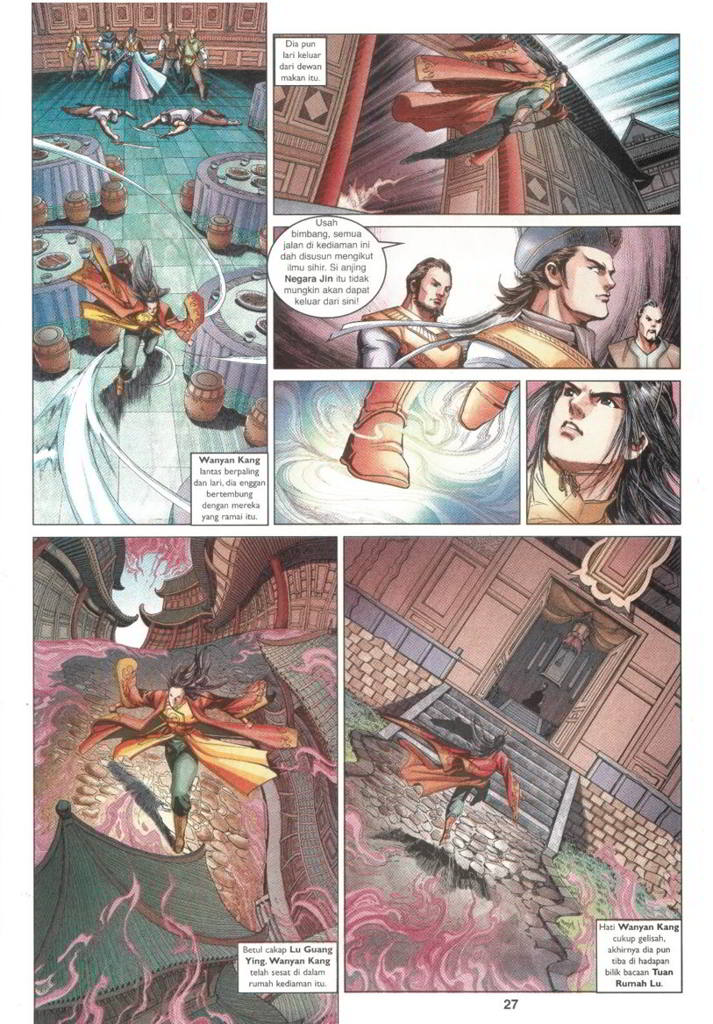 Wanyan Kang
lantas berpaling
dan lari, dia enggan
bertembung
dengan mereka
yang ramai itu.
Dia pun
lari keluar
dari dewan
makan itu.
Usah
bimbang, semua
jalan di kediaman ini
dah disusun mengikut
ilmu sihir. Si anjing
Negara Jin itu tidak
mungkin akan dapat
keluar dari sini!
Betul cakap Lu Guang
Ying. Wanyan Kang
telah sesat di dalam
rumah kediaman itu.
Hati Wanyan Kang
cukup gelisah,
akhirnya dia pun
tiba di hadapan
bilik bacaan Tuan
Rumah Lu.
27